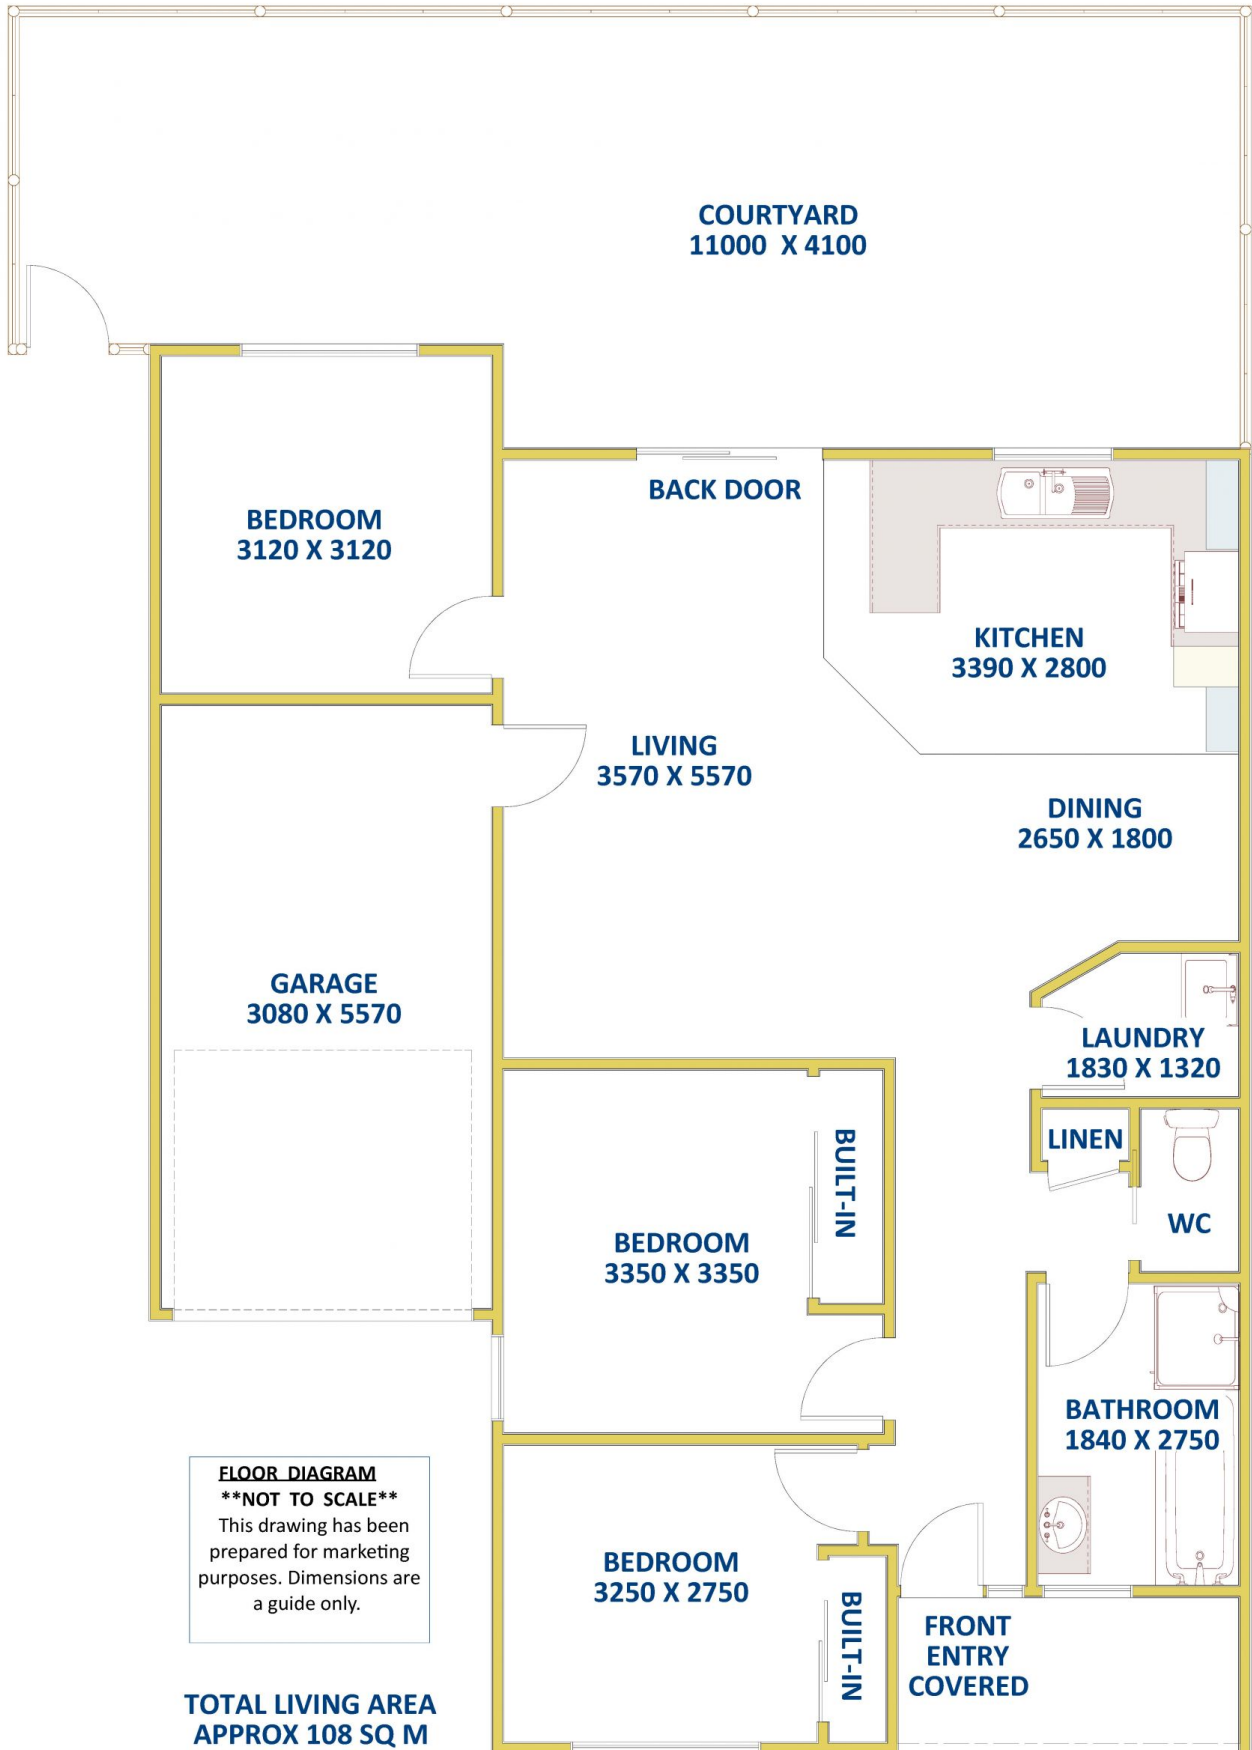 COURTYARD
11000 X 4100
BACK DOOR
BEDROOM
3120 X 3120
KITCHEN
3390 X 2800
LIVING
3570 X 5570
DINING
2650 X 1800
GARAGE
3080 X 5570
LAUNDRY
1830 X 1320
LINEN
BUILT-IN
WC
BEDROOM
3350 X 3350
BATHROOM
1840 X 2750
FLOOR DIAGRAM
**NOT TO SCALE**
This drawing has been
prepared for marketing
purposes. Dimensions are
a guide only.
BEDROOM
3250 X 2750
BUILT-IN
FRONT
ENTRY
COVERED
TOTAL LIVING AREA
APPROX 108 SQ M